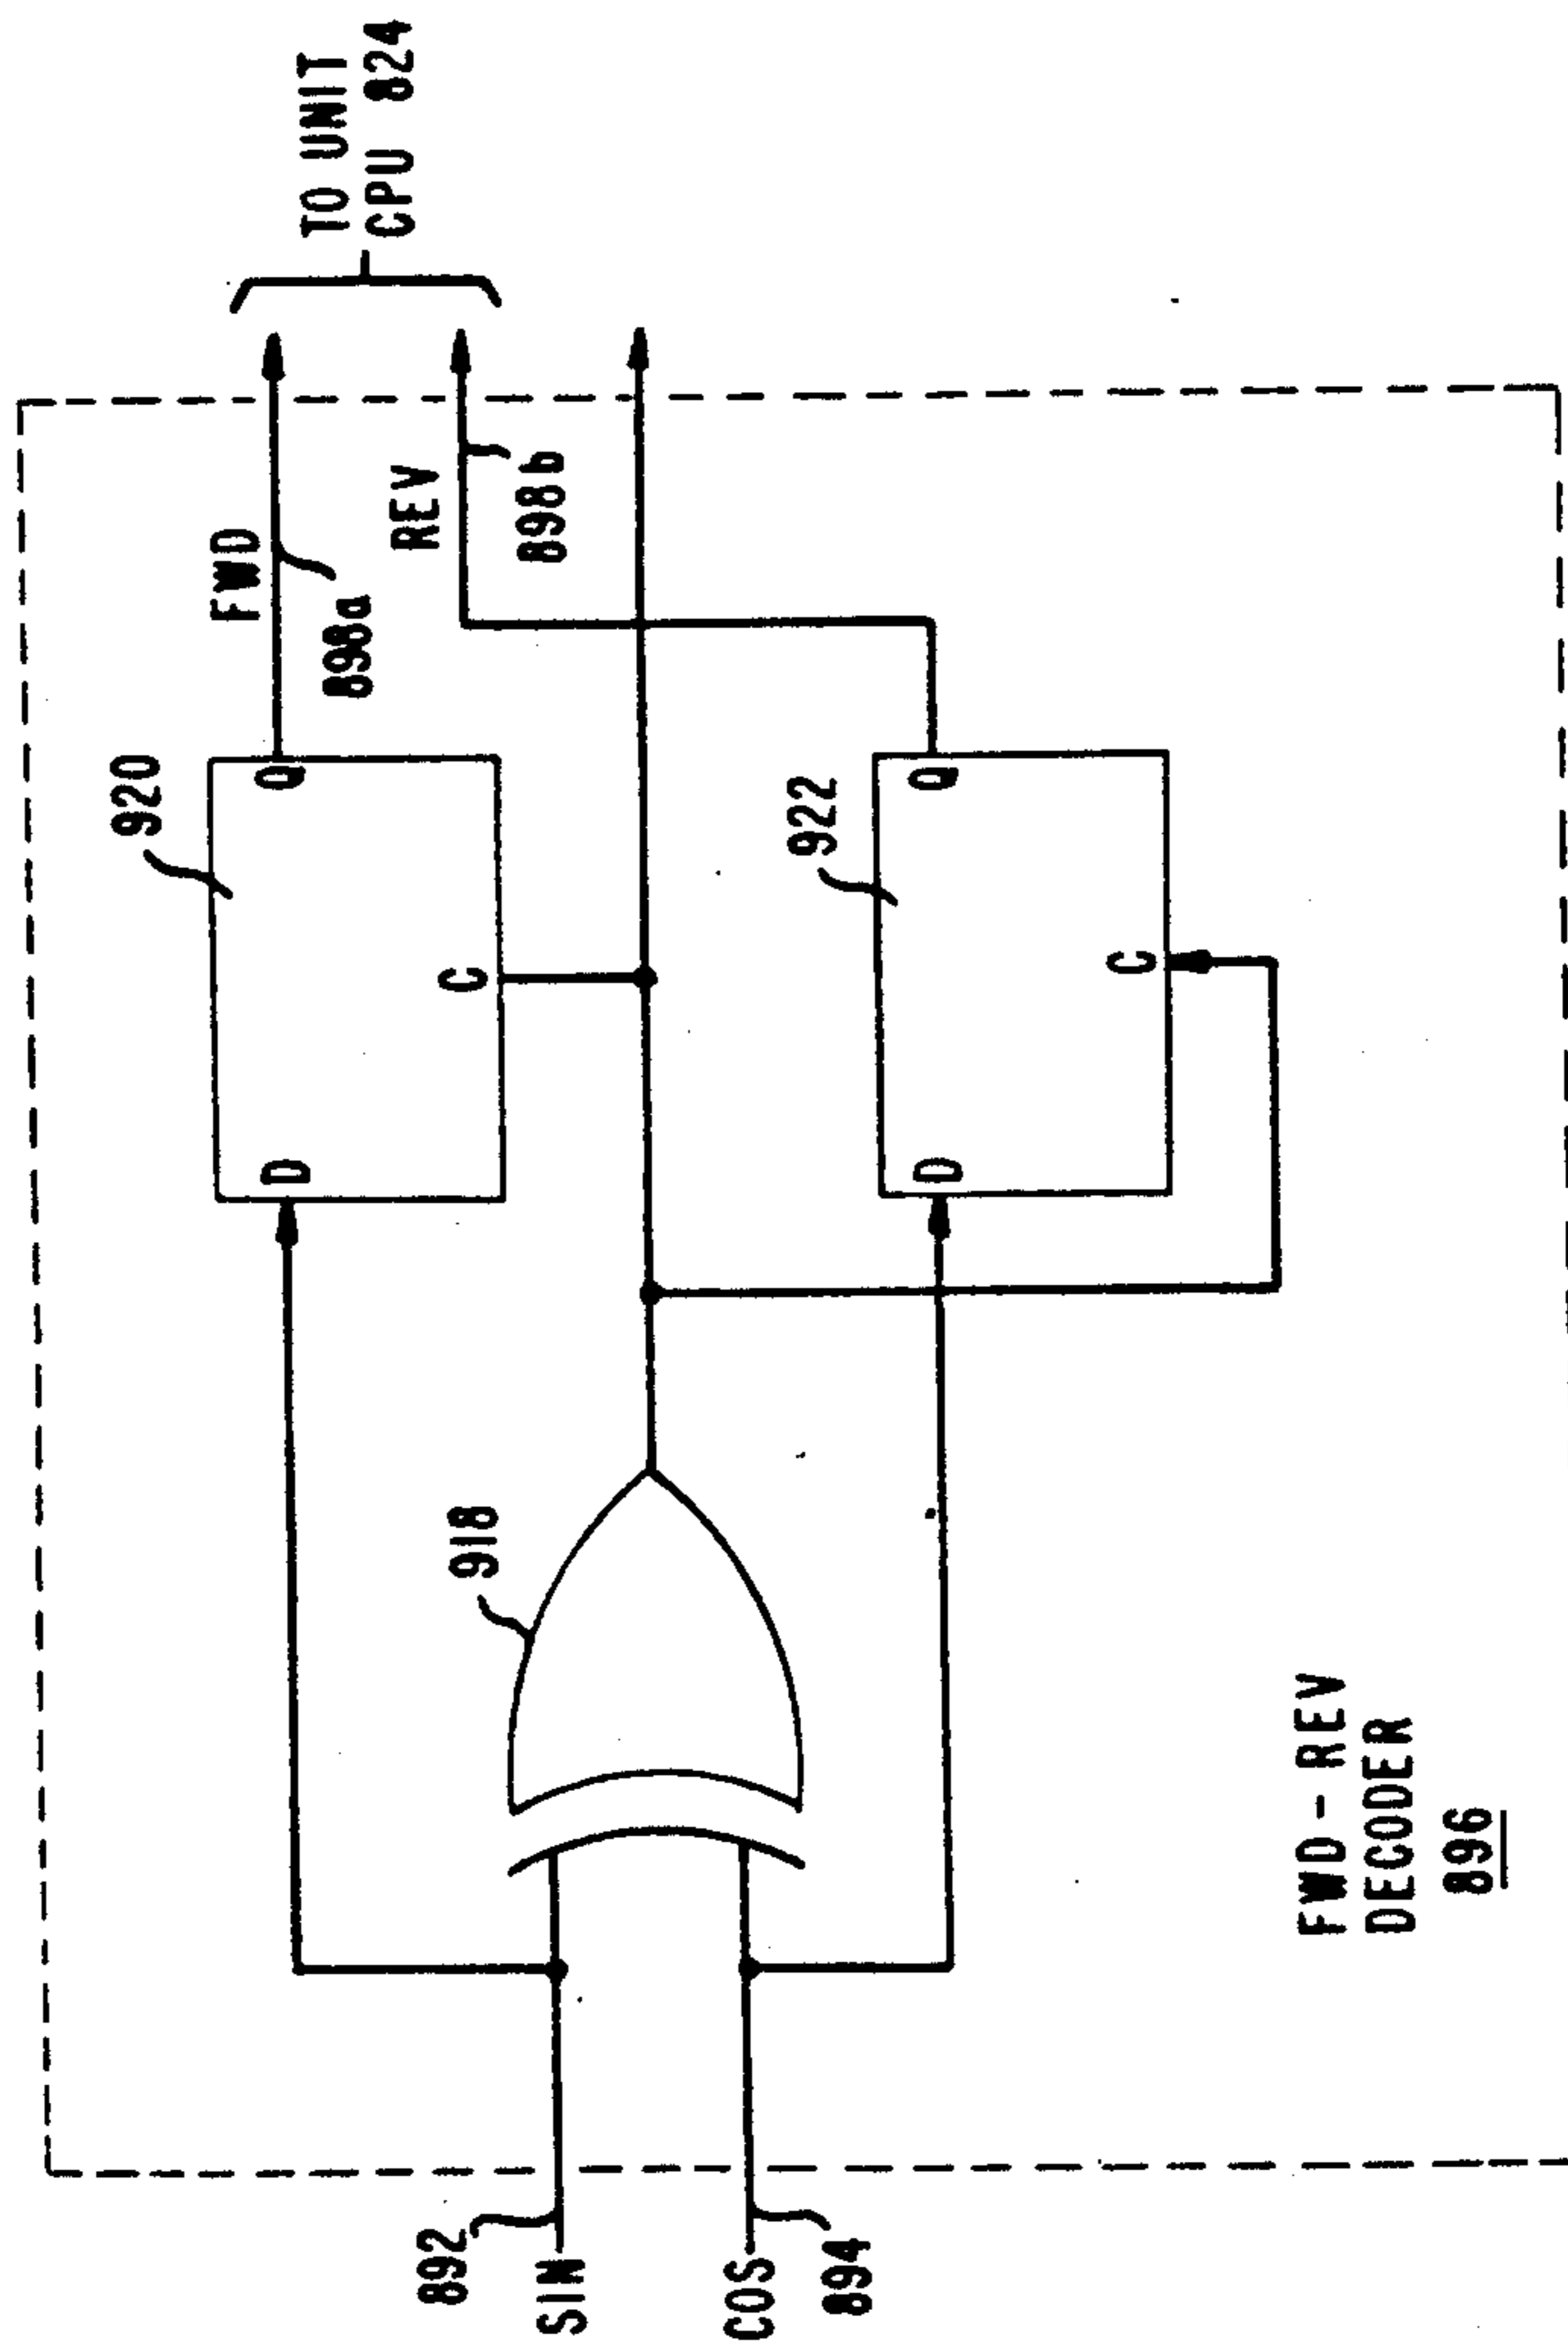 920
FWD
898a
TO UNIT
CPU 824
D
Q
C
REV
898b
918
892
SIN
COS
894
922
D
Q
C
FWD-REV
DECODER
896